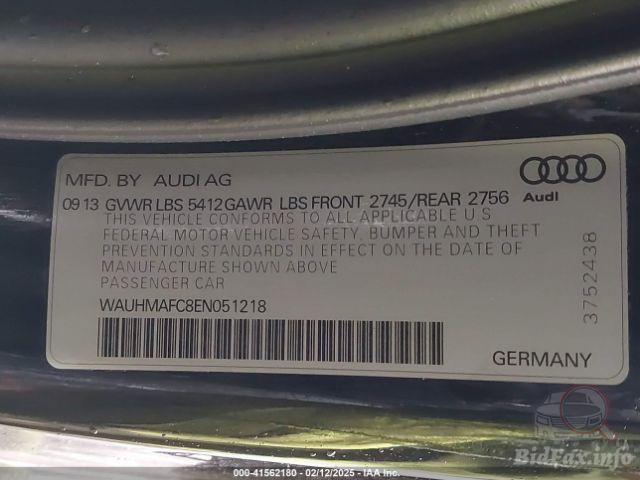 MFD. BY AUDI AG
09 13 GVWR LBS 5412 GAWR LBS FRONT 2745/REAR 2756
Audi
THIS VEHICLE CONFORMS TO ALL APPLICABLE U S
FEDERAL MOTOR VEHICLE SAFETY, BUMPER AND THEFT
PREVENTION STANDARDS IN EFFECT ON THE DATE OF
MANUFACTURE SHOWN ABOVE
PASSENGER CAR
WAUHMAFC8EN051218
3752438
GERMANY
BidFax.info
000-41562180 - 02/12/2025 - IAA Inc.